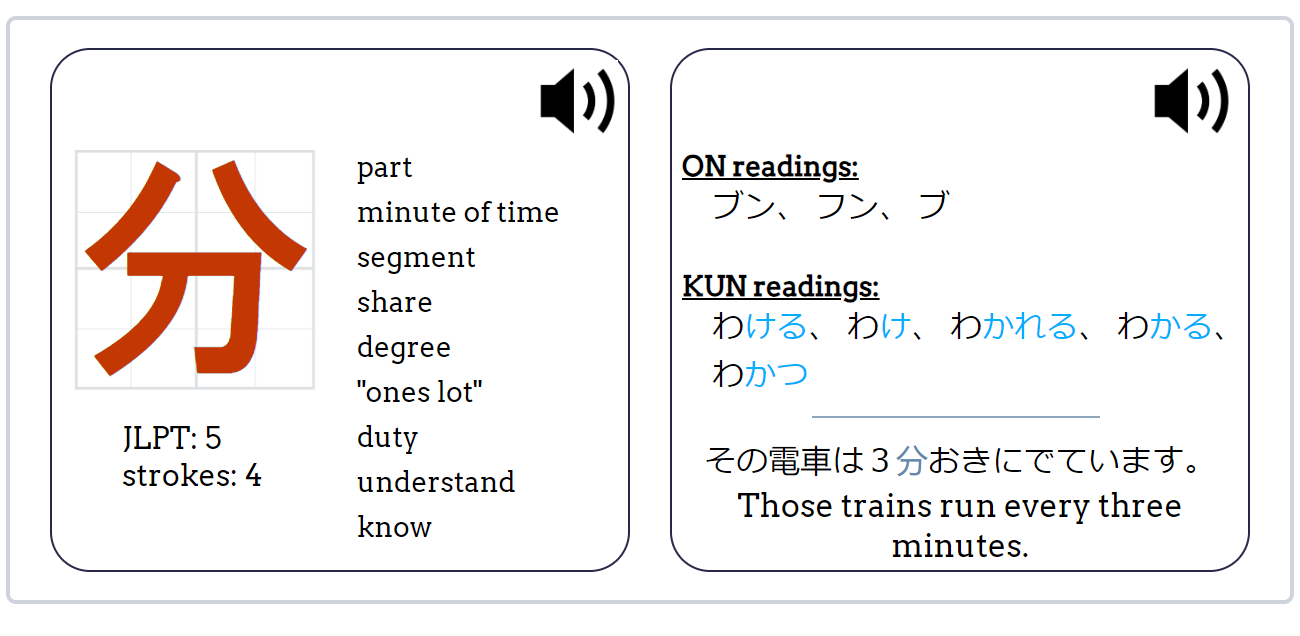 分
JLPT: 5
strokes: 4
part
minute of time
segment
share
degree
"ones lot"
duty
understand
know
ON readings:
ブン、 フン、 ブ
KUN readings:
わける、 わけ、 わかれる、 わかる、
わかつ
その電車は３分おきにでています。
Those trains run every three
minutes.